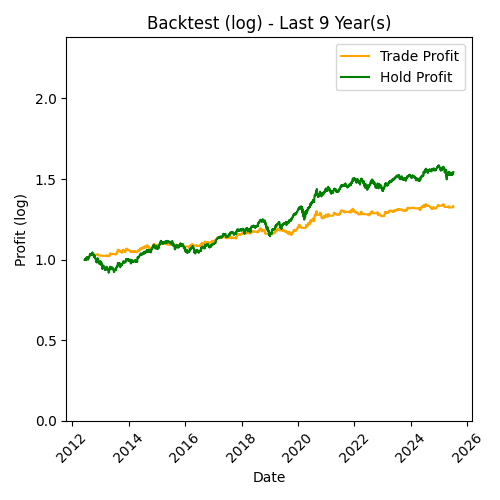 Backtest (log) - Last 9 Year(s)
Trade Profit
Hold Profit
Profit (log)
2.0
1.5
1.0
0.5
0.0
2012
2014
2016
2018
2020
2022
2024
2026
Date